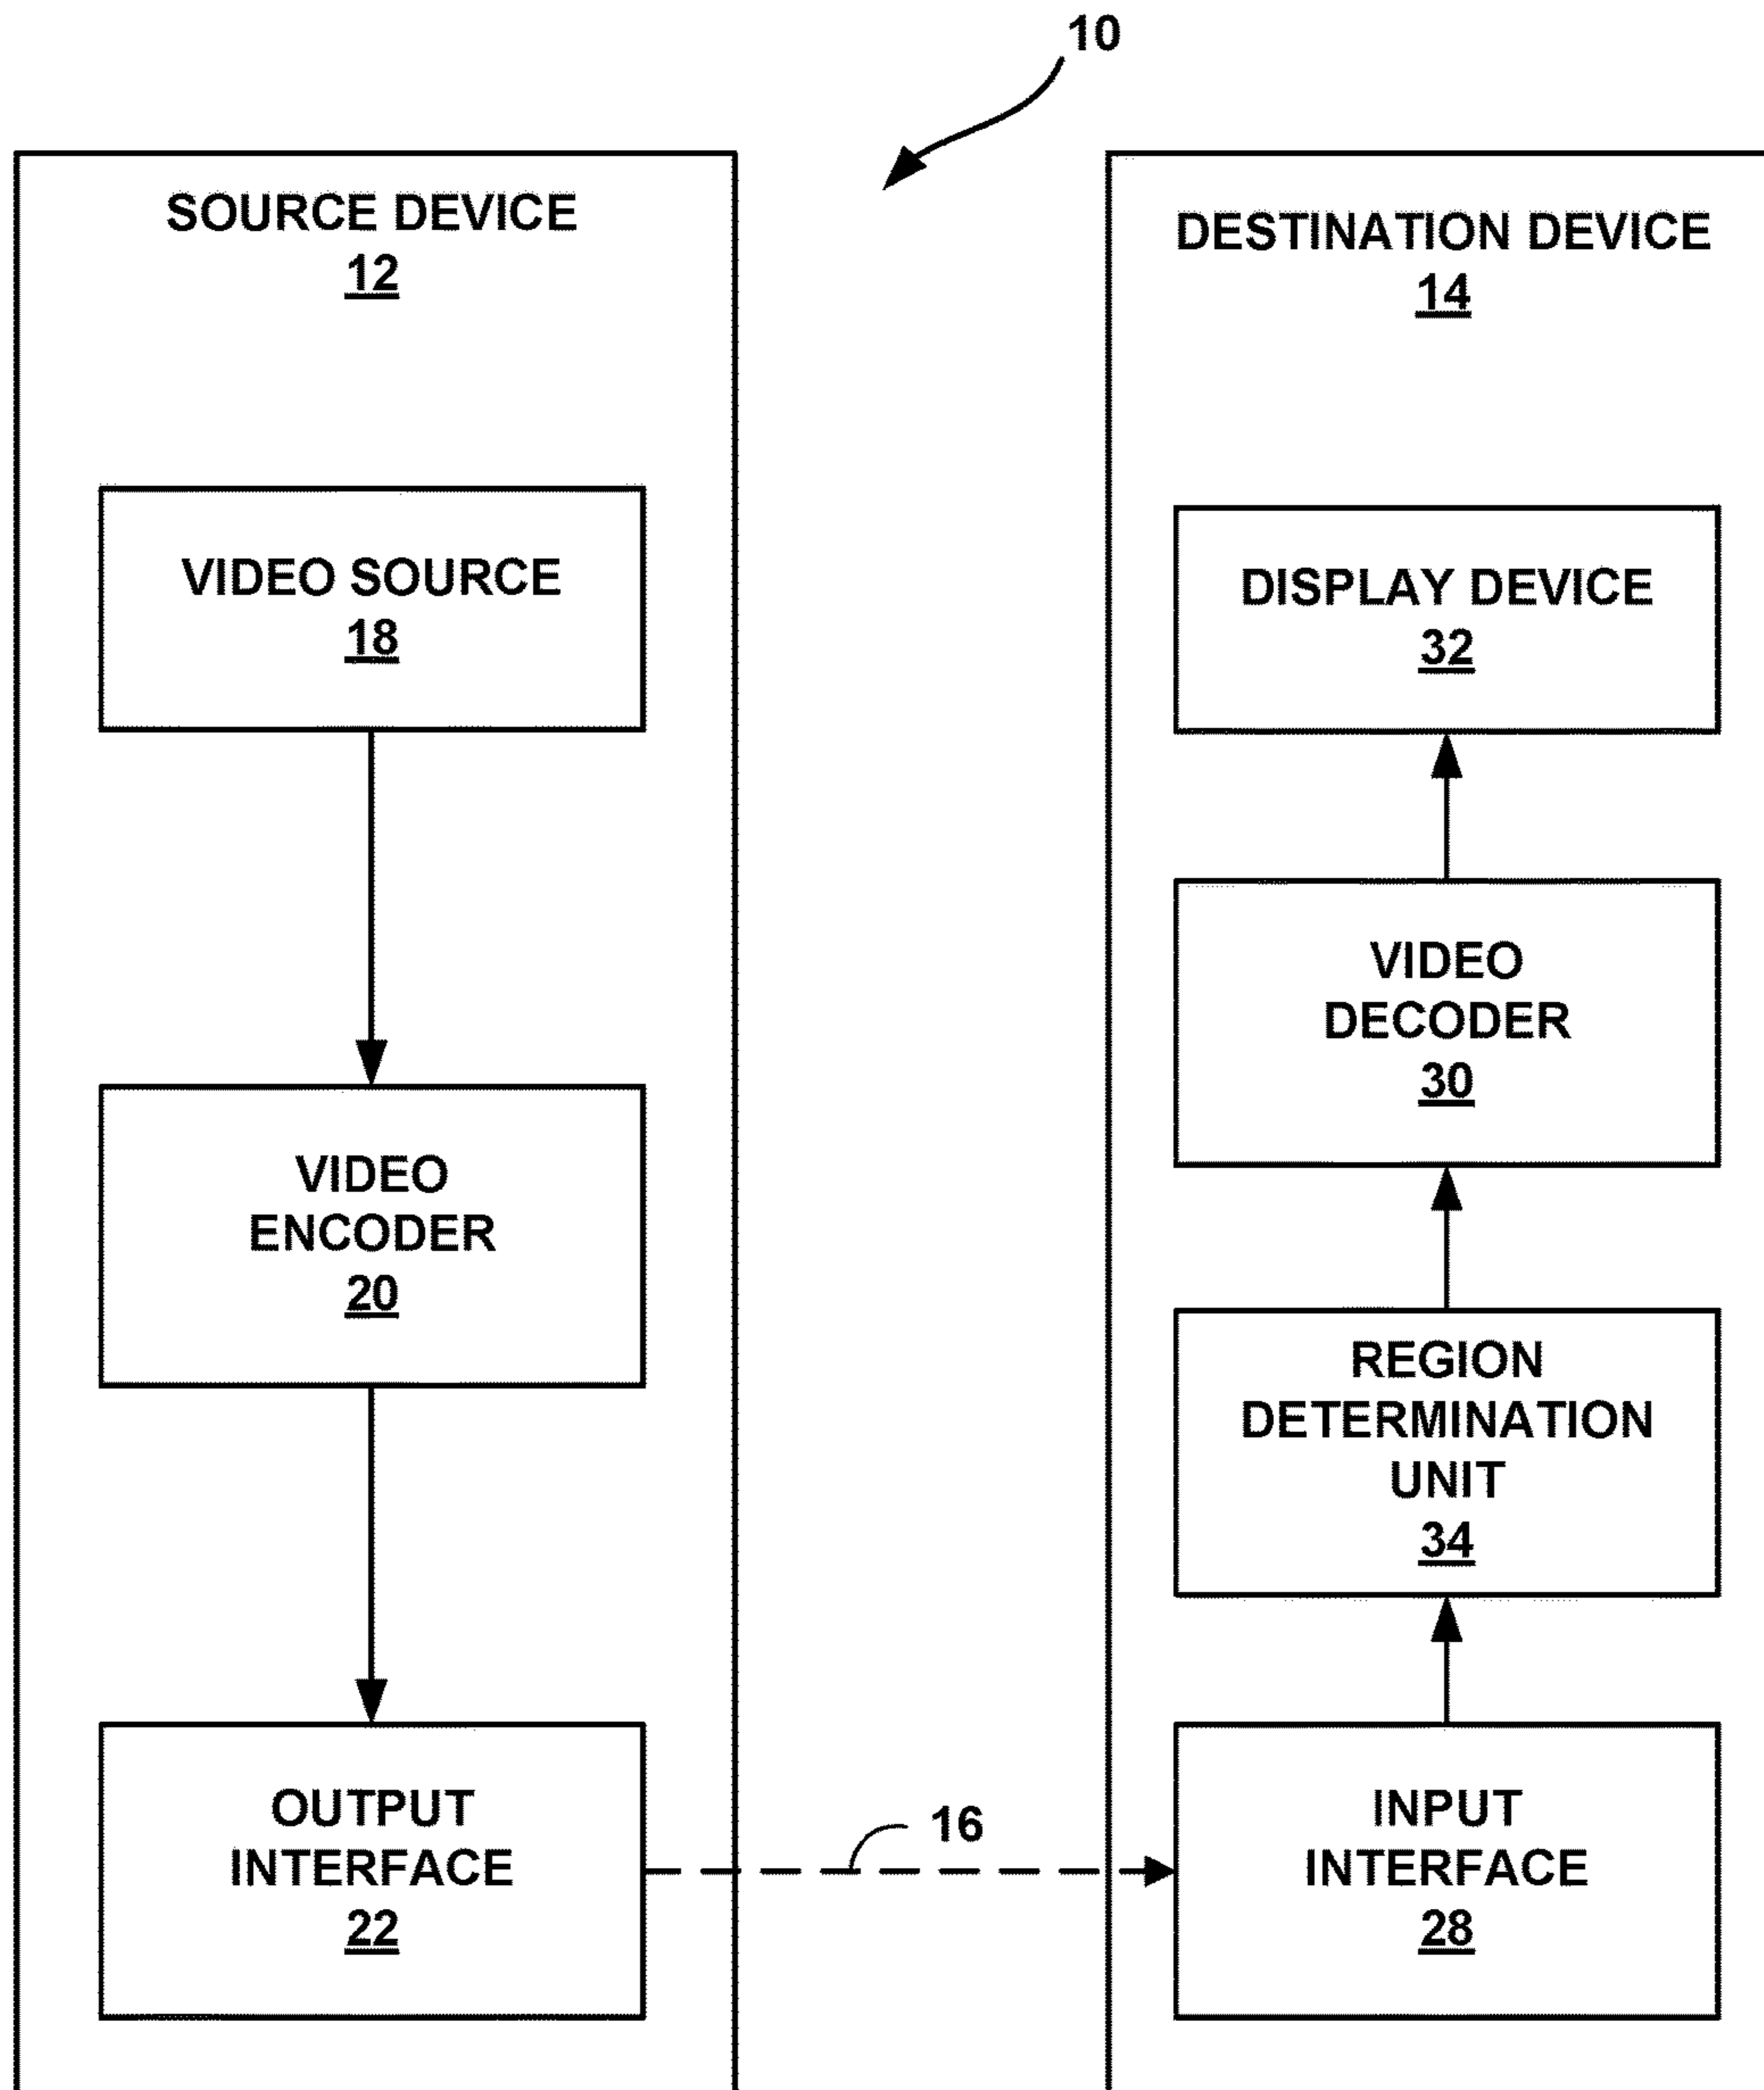 10
SOURCE DEVICE
12
VIDEO SOURCE
18
VIDEO
ENCODER
20
OUTPUT
INTERFACE
22
16
DESTINATION DEVICE
14
DISPLAY DEVICE
32
VIDEO
DECODER
30
REGION
DETERMINATION
UNIT
34
INPUT
INTERFACE
28